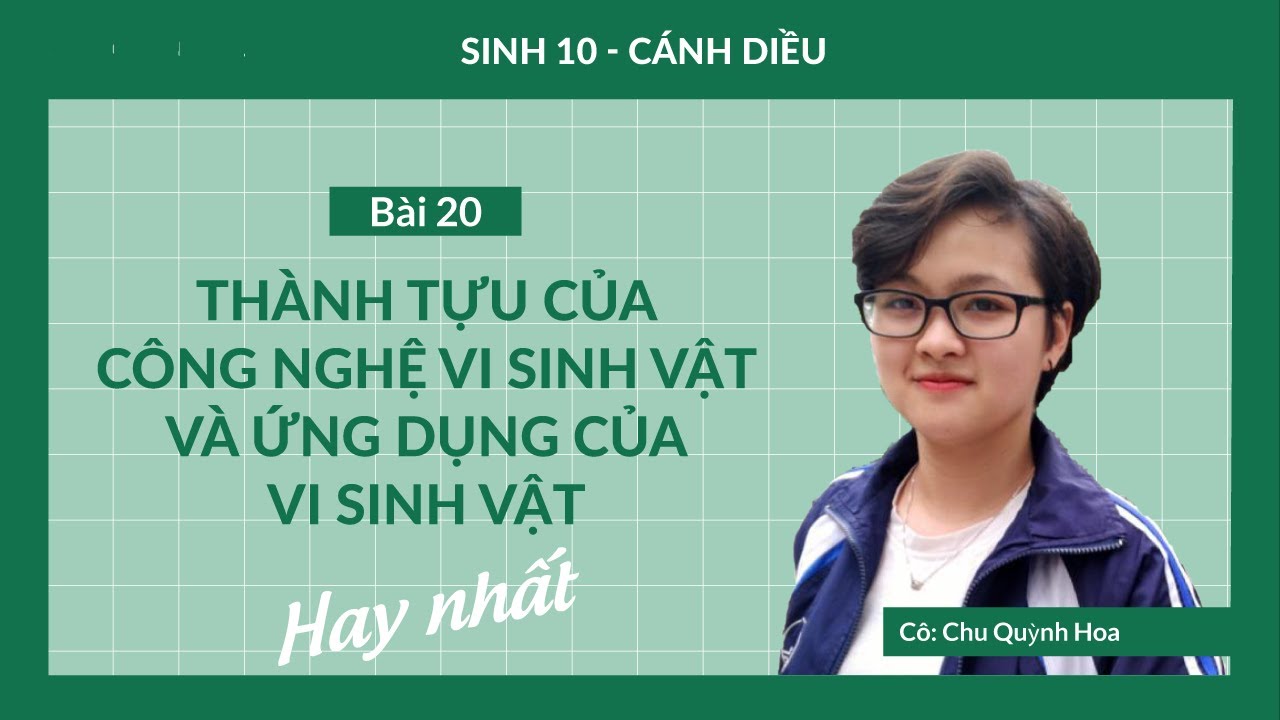 SINH 10 - CÁNH DIỀU
Bài 20
THÀNH TỰU CỦA
CÔNG NGHỆ VI SINH VẬT
VÀ ỨNG DỤNG CỦA
VI SINH VẬT
Hay nhất
Cô: Chu Quỳnh Hoa